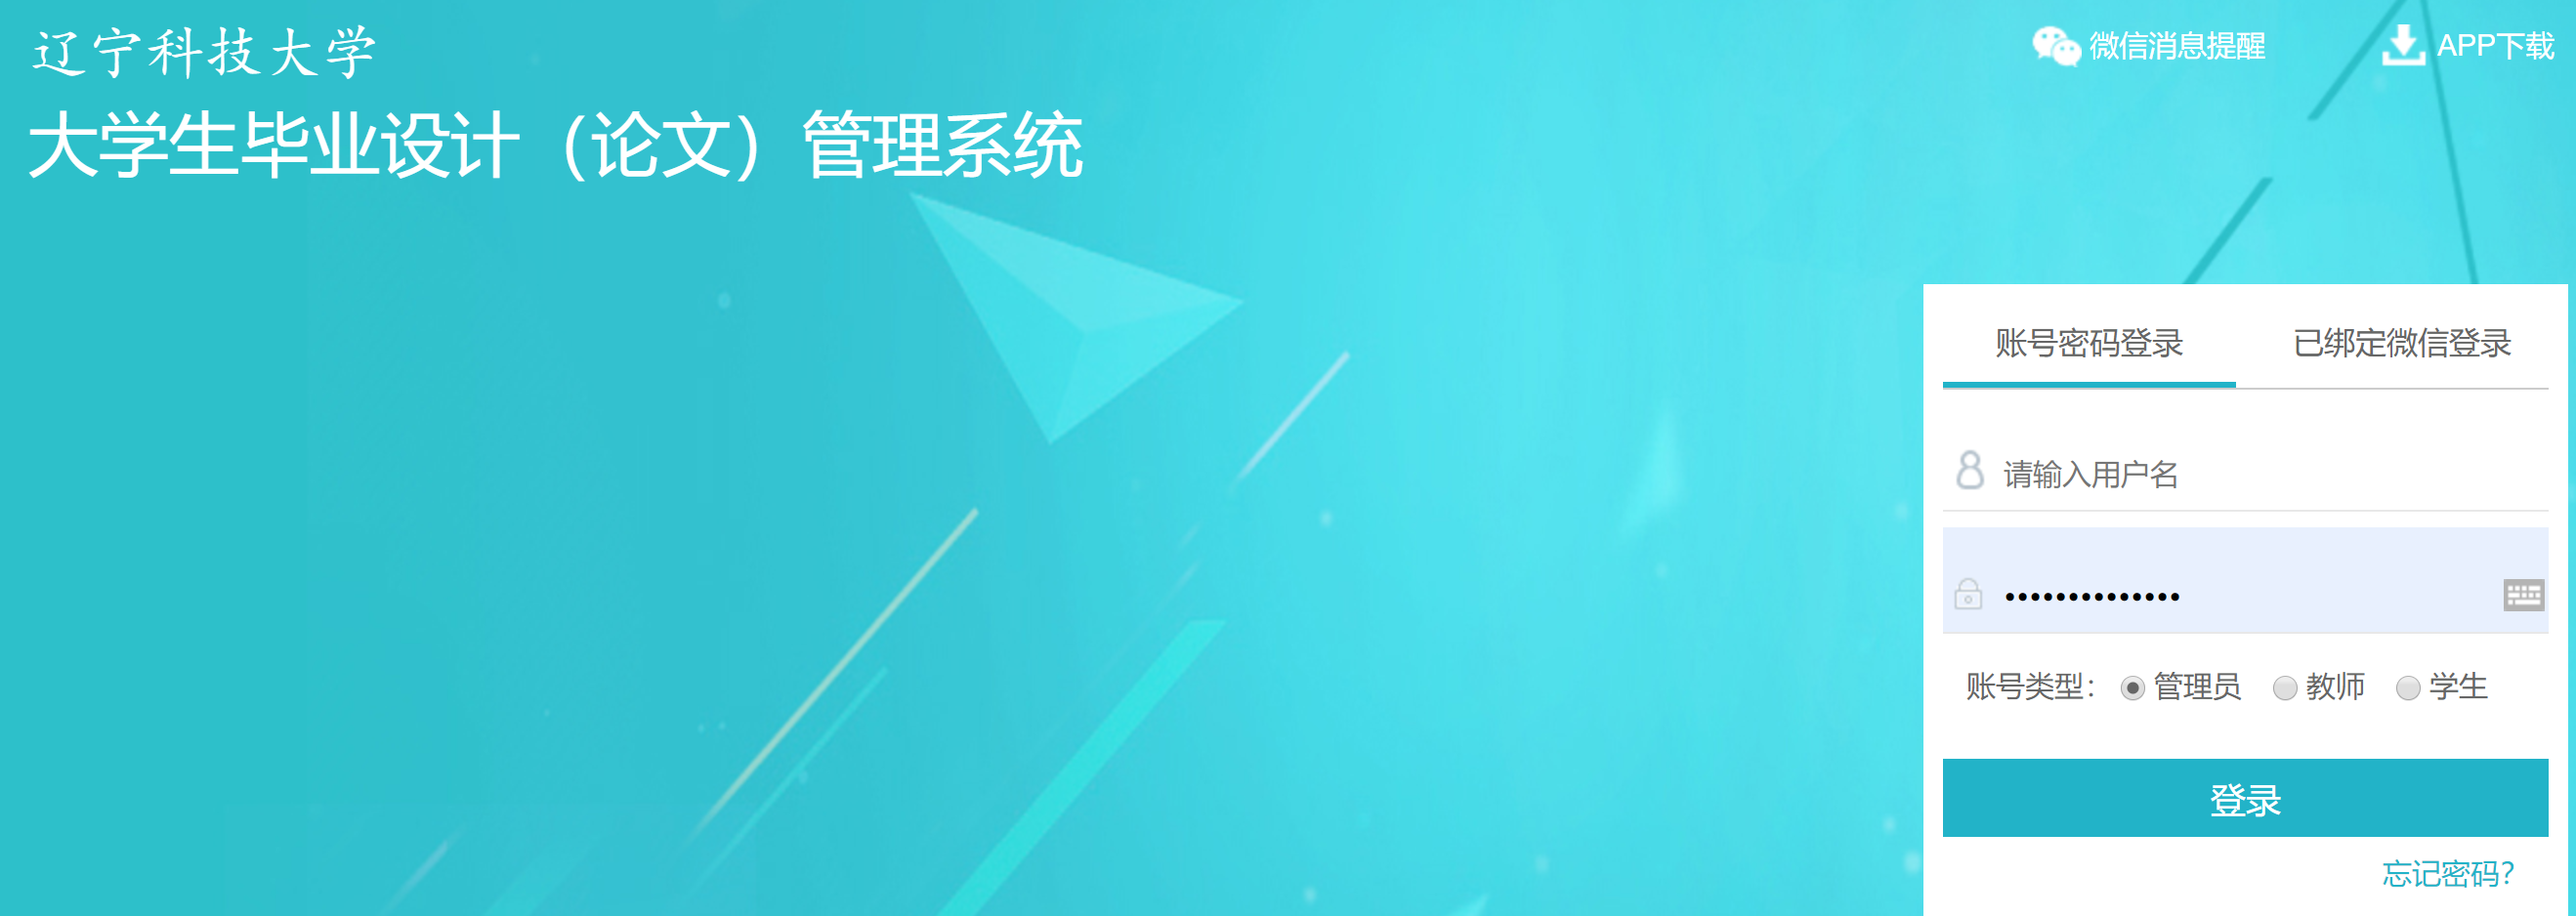 辽宁科技大学
微信消息提醒 APP下载
大学生毕业设计（论文）管理系统
账号密码登录 已绑定微信登录
请输入用户名
••••••••••••••
账号类型： 管理员 教师 学生
登录
忘记密码?